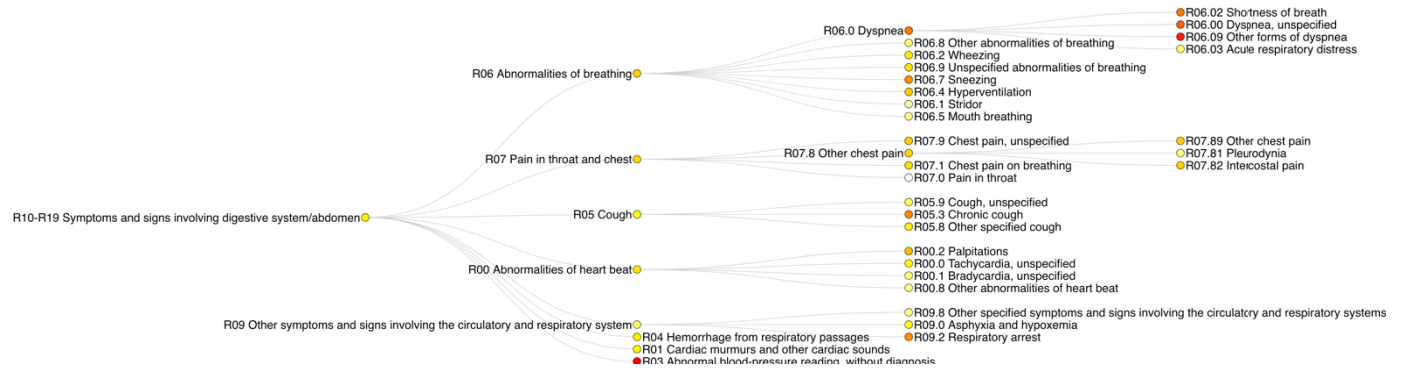 R10-R19 Symptoms and signs involving digestive system/abdomen
R06 Abnormalities of breathing
R06.0 Dyspnea
R06.02 Shortness of breath
R06.00 Dyspnea, unspecified
R06.09 Other forms of dyspnea
R06.03 Acule respiratory distress
R06.8 Other abnormalities of breathing
R06.2 Wheezing
R06.9 Unspecified abnormalities of breathing
R06.7 Sneezing
R06.4 Hyperventilation
R06.1 Stridor
R06.5 Mouth breathing
R07 Pain in throat and chest
R07.9 Chest pain, unspecified
R07.8 Other chest pain
R07.89 Other chest pain
R07.81 Pleurodynia
R07.82 Intercostal pain
R07.1 Chest pain on breathing
R07.0 Pain in throat
R05 Cough
R05.9 Cough, unspecified
R05.3 Chronic cough
R05.8 Other specified cough
R00 Abnormalities of heart beat
R00.2 Palpitations
R00.0 Tachycardia, unspecified
R00.1 Bradycardia, unspecified
R00.8 Other abnormalities of heart beat
R09 Other symptoms and signs involving the circulatory and respiratory system
R09.8 Other specified symptoms and signs involving the circulatory and respiratory systems
R09.0 Asphyxia and hypoxemia
R09.2 Respiratory arrest
R04 Hemorrhage from respiratory passages
R01 Cardiac murmurs and other cardiac sounds
R03 Abnormal blood-pressure reading, without diagnosis